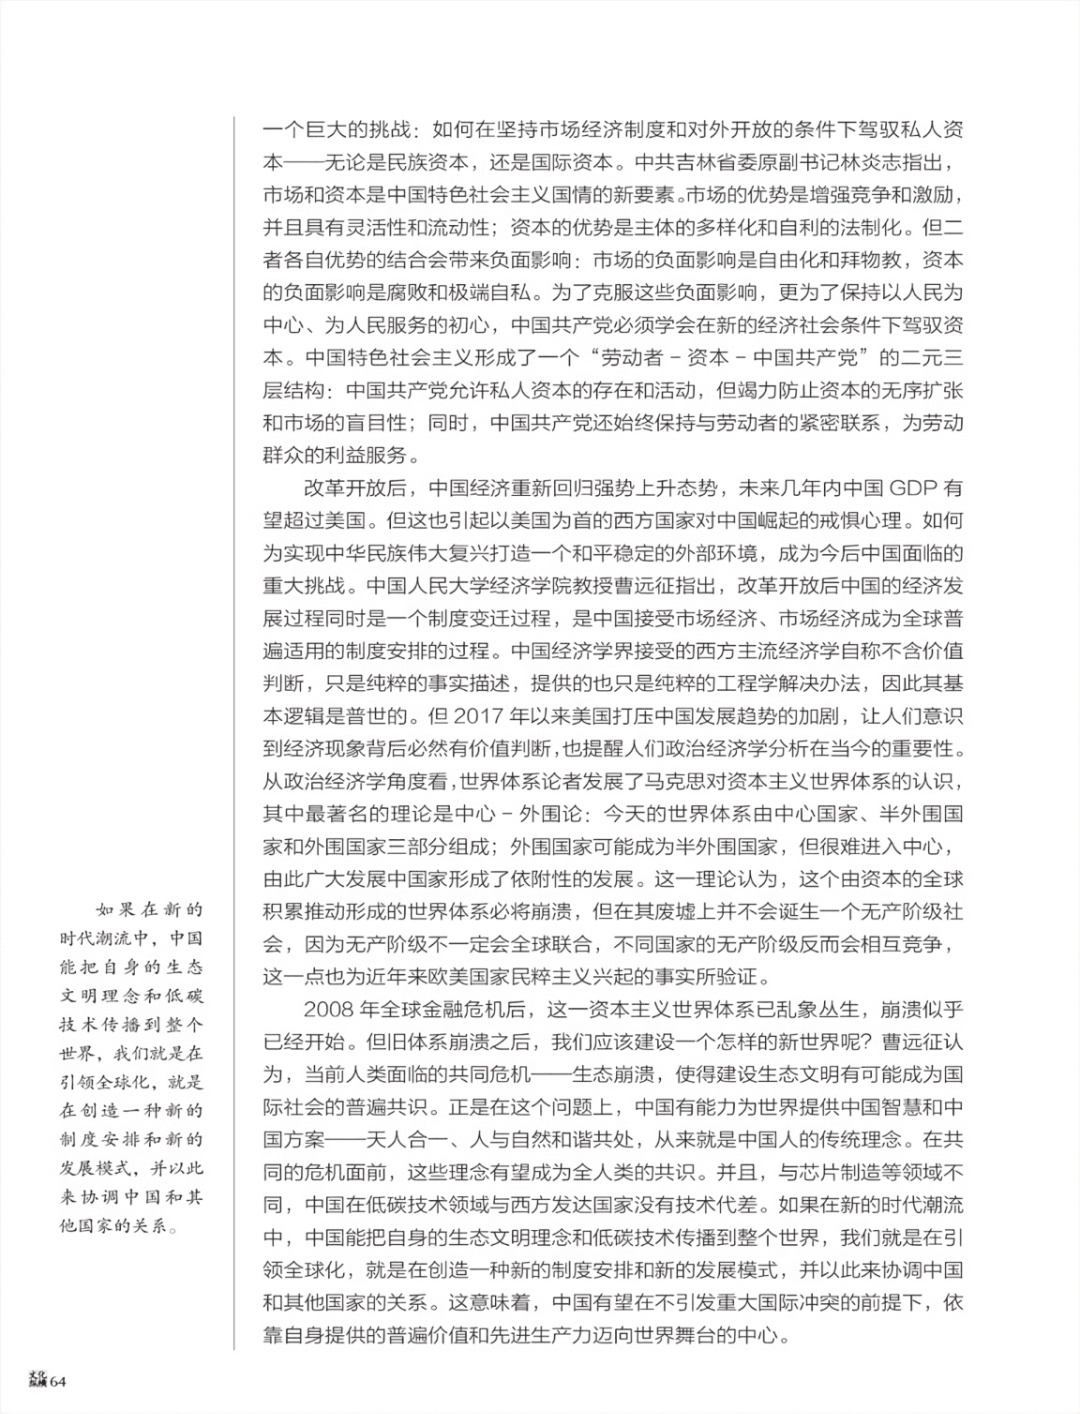 一个巨大的挑战：如何在坚持市场经济制度和对外开放的条件下驾驭私人资
本——无论是民族资本，还是国际资本。中共吉林省委原副书记林炎志指出，
市场和资本是中国特色社会主义国情的新要素。市场的优势是增强竞争和激励，
并且具有灵活性和流动性；资本的优势是主体的多样化和自利的法制化。但二
者各自优势的结合会带来负面影响：市场的负面影响是自由化和拜物教，资本
的负面影响是腐败和极端自私。为了克服这些负面影响，更为了保持以人民为
中心、为人民服务的初心，中国共产党必须学会在新的经济社会条件下驾驭资
本。中国特色社会主义形成了一个“劳动者－资本－中国共产党”的二元三
层结构：中国共产党允许私人资本的存在和活动，但竭力防止资本的无序扩张
和市场的盲目性；同时，中国共产党还始终保持与劳动者的紧密联系，为劳动
群众的利益服务。
改革开放后，中国经济重新回归强势上升态势，未来几年内中国 GDP 有
望超过美国。但这也引起以美国为首的西方国家对中国崛起的戒惧心理。如何
为实现中华民族伟大复兴打造一个和平稳定的外部环境，成为今后中国面临的
重大挑战。中国人民大学经济学院教授曹远征指出，改革开放后中国的经济发
展过程同时是一个制度变迁过程，是中国接受市场经济、市场经济成为全球普
遍适用的制度安排的过程。中国经济学界接受的西方主流经济学自称不含价值
判断，只是纯粹的事实描述，提供的也只是纯粹的工程学解决办法，因此其基
本逻辑是普世的。但 2017 年以来美国打压中国发展趋势的加剧，让人们意识
到经济现象背后必然有价值判断，也提醒人们政治经济学分析在当今的重要性。
从政治经济学角度看，世界体系论者发展了马克思对资本主义世界体系的认识，
其中最著名的理论是中心－外围论：今天的世界体系由中心国家、半外围国
家和外围国家三部分组成；外围国家可能成为半外围国家，但很难进入中心，
由此广大发展中国家形成了依附性的发展。这一理论认为，这个由资本的全球
积累推动形成的世界体系必将崩溃，但在其废墟上并不会诞生一个无产阶级社
会，因为无产阶级不一定会全球联合，不同国家的无产阶级反而会相互竞争，
这一点也为近年来欧美国家民粹主义兴起的事实所验证。
2008 年全球金融危机后，这一资本主义世界体系已乱象丛生，崩溃似乎
已经开始。但旧体系崩溃之后，我们应该建设一个怎样的新世界呢？曹远征认
为，当前人类面临的共同危机——生态崩溃，使得建设生态文明有可能成为国
际社会的普遍共识。正是在这个问题上，中国有能力为世界提供中国智慧和中
国方案——天人合一、人与自然和谐共处，从来就是中国人的传统理念。在共
同的危机面前，这些理念有望成为全人类的共识。并且，与芯片制造等领域不
同，中国在低碳技术领域与西方发达国家没有技术代差。如果在新的时代潮流
中，中国能把自身的生态文明理念和低碳技术传播到整个世界，我们就是在引
领全球化，就是在创造一种新的制度安排和新的发展模式，并以此来协调中国
和其他国家的关系。这意味着，中国有望在不引发重大国际冲突的前提下，依
靠自身提供的普遍价值和先进生产力迈向世界舞台的中心。
如果在新的
时代潮流中，中国
能把自身的生态
文明理念和低碳
技术传播到整个
世界，我们就是在
引领全球化，就是
在创造一种新的
制度安排和新的
发展模式，并以此
来协调中国和其
他国家的关系。
文化
纵横 64